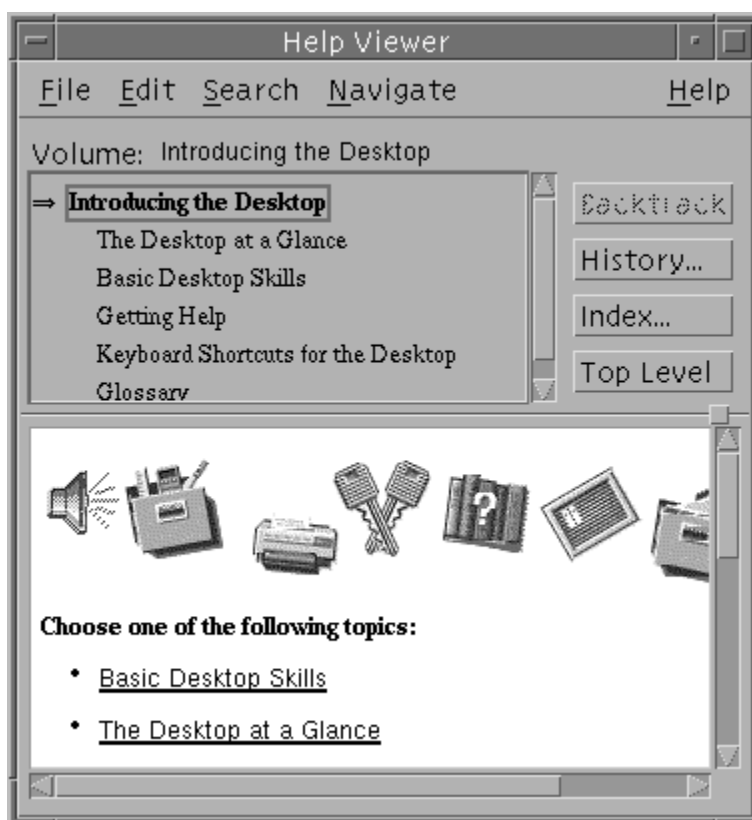 Help Viewer
File Edit Search Navigate Help
Volume: Introducing the Desktop
⇒ Introducing the Desktop
The Desktop at a Glance
Basic Desktop Skills
Getting Help
Keyboard Shortcuts for the Desktop
Glossary
Backtrack
History...
Index...
Top Level
?
Choose one of the following topics:
• Basic Desktop Skills
• The Desktop at a Glance